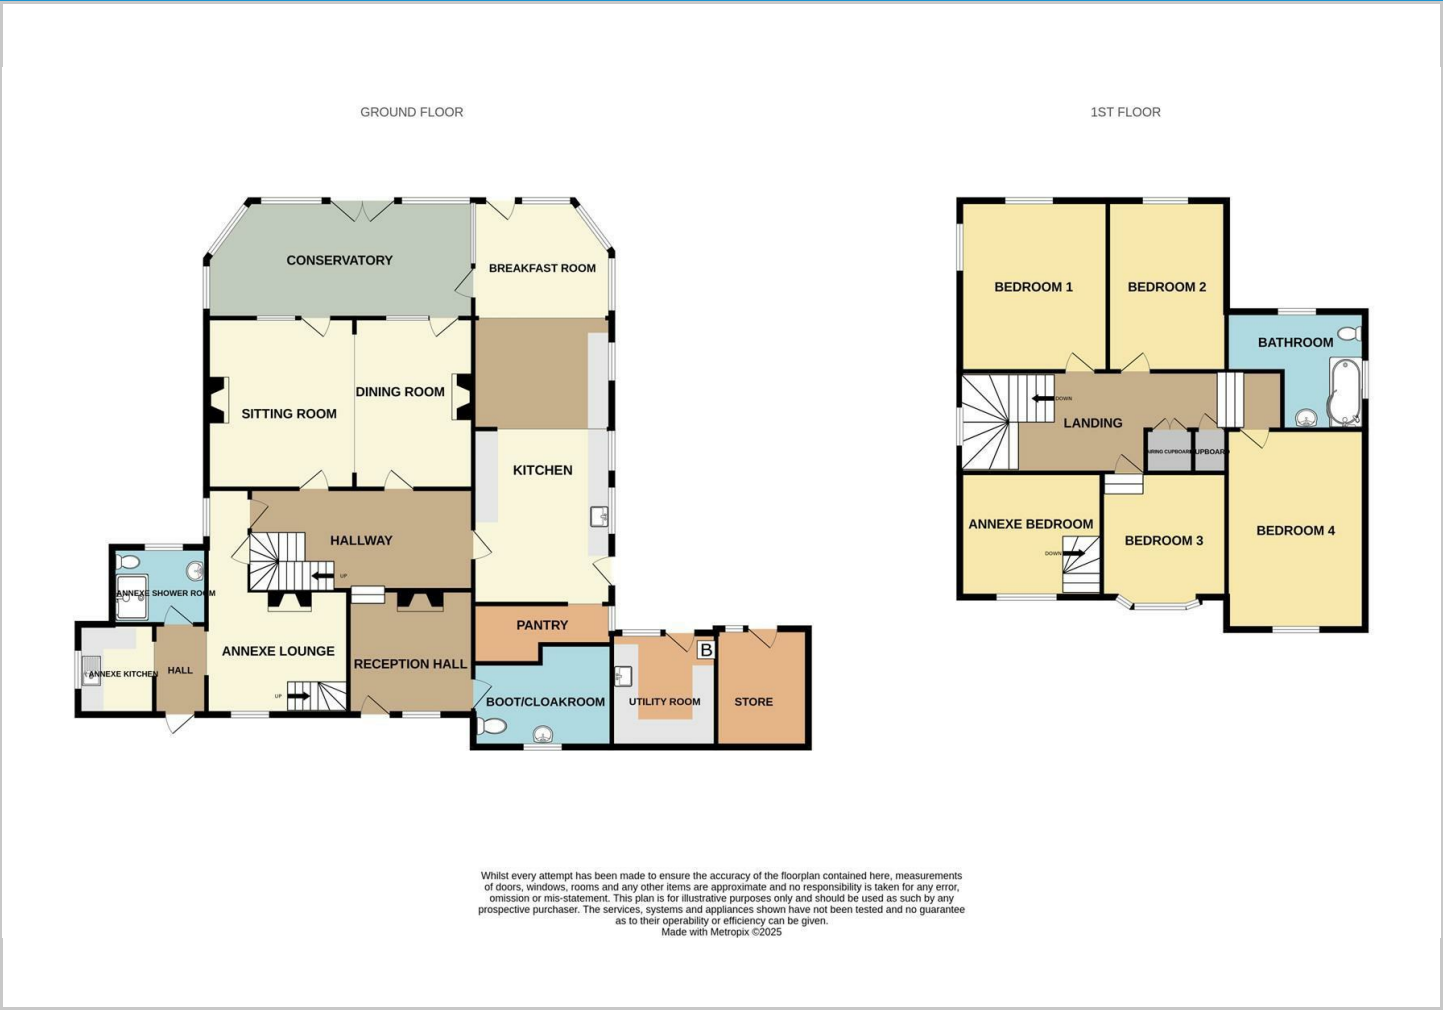 GROUND FLOOR
1ST FLOOR
CONSERVATORY
BREAKFAST ROOM
SITTING ROOM
DINING ROOM
KITCHEN
HALLWAY
UP
ANNEXE SHOWER ROOM
ANNEXE KITCHEN
HALL
ANNEXE LOUNGE
UP
RECEPTION HALL
PANTRY
BOOT/CLOAKROOM
B
UTILITY ROOM
STORE
BEDROOM 1
BEDROOM 2
BATHROOM
DOWN
LANDING
AIRING CUPBOARD
CUPBOARD
ANNEXE BEDROOM
DOWN
BEDROOM 3
BEDROOM 4
Whilst every attempt has been made to ensure the accuracy of the floorplan contained here, measurements
of doors, windows, rooms and any other items are approximate and no responsibility is taken for any error,
omission or mis-statement. This plan is for illustrative purposes only and should be used as such by any
prospective purchaser. The services, systems and appliances shown have not been tested and no guarantee
as to their operability or efficiency can be given.
Made with Metropix ©2025